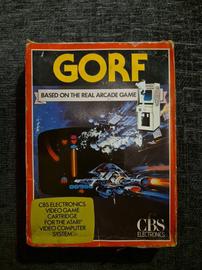 GORF
BASED ON THE REAL ARCADE GAME
CBS ELECTRONICS
VIDEO GAME
CARTRIDGE
FOR THE ATARI
VIDEO COMPUTER
SYSTEM
CBS
ELECTRONICS